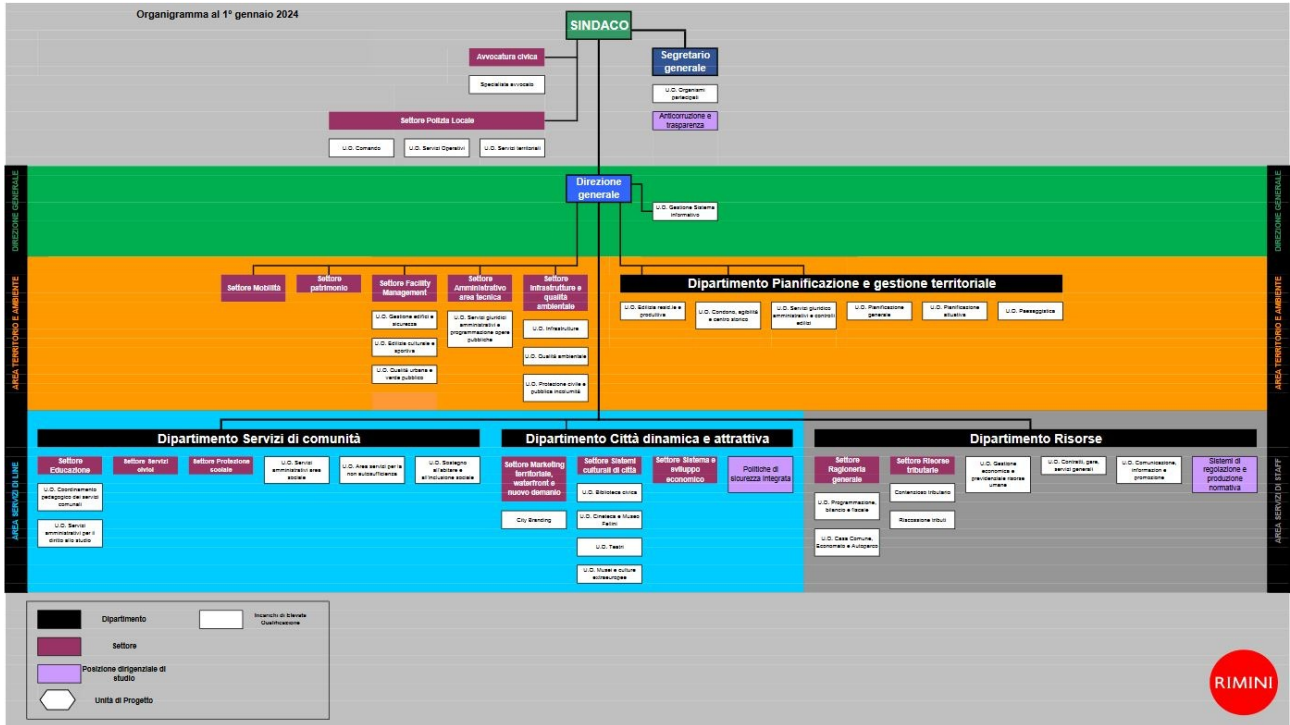 Organigramma al 1º gennaio 2024
SINDACO
Avvocatura civica
Specialista avvocato
Segretario
generale
U.O. Organismi
partecipati
Anticorruzione e
trasparenza
Settore Polizia Locale
U.O. Comando
U.O. Servizi Operativi
U.O. Servizi territoriali
DIREZIONE GENERALE
Direzione
generale
U.O. Gestione Sistema
informativo
DIREZIONE GENERALE
AREA TERRITORIO E AMBIENTE
Settore Mobilità
Settore
patrimonio
Settore Facility
Management
U.O. Gestione edifici e
sicurezza
U.O. Edilizia culturale e
sportiva
U.O. Qualità urbana e
verde pubblico
Settore
Amministrativo
area tecnica
U.O. Servizi giuridici
amministrativi e
programmazione opere
pubbliche
Settore
Infrastrutture e
qualità
ambientale
U.O. Infrastrutture
U.O. Qualità ambientale
U.O. Protezione civile e
pubblica incolumità
Dipartimento Pianificazione e gestione territoriale
U.O. Edilizia resid.le e
produttiva
U.O. Condono, agibilità
e centro storico
U.O. Servizi giuridico
amministrativi e controlli
edilizi
U.O. Pianificazione
generale
U.O. Pianificazione
attuativa
U.O. Paesaggistica
AREA TERRITORIO E AMBIENTE
AREA SERVIZI DI LINE
Dipartimento Servizi di comunità
Settore
Educazione
U.O. Coordinamento
pedagogico dei servizi
comunali
U.O. Servizi
amministrativi per il
diritto allo studio
Settore Servizi
civici
Settore Protezione
sociale
U.O. Servizi
amministrativi area
sociale
U.O. Area servizi per la
non autosufficienza
U.O. Sostegno
all'abitare e
all'inclusione sociale
Dipartimento Città dinamica e attrattiva
Settore Marketing
territoriale,
waterfront e
nuovo demanio
City Branding
Settore Sistemi
culturali di città
U.O. Biblioteca civica
U.O. Cineteca e Museo
Fellini
U.O. Teatri
U.O. Musei e culture
extraeuropee
Settore Sistema e
sviluppo
economico
Politiche di
sicurezza integrata
Dipartimento Risorse
Settore
Ragioneria
generale
U.O. Programmazione,
bilancio e fiscale
U.O. Casa Comune,
Economato e Autoparco
Settore Risorse
tributarie
Contenzioso tributario
Riscossione tributi
U.O. Gestione
economica e
previdenziale risorse
umane
U.O. Contratti, gare,
servizi generali
U.O. Comunicazione,
informazioni e
promozione
Sistemi di
regolazione e
produzione
normativa
AREA SERVIZI DI STAFF
Dipartimento
Incarichi di Elevata
Qualificazione
Settore
Posizione dirigenziale di
studio
Unità di Progetto
RIMINI